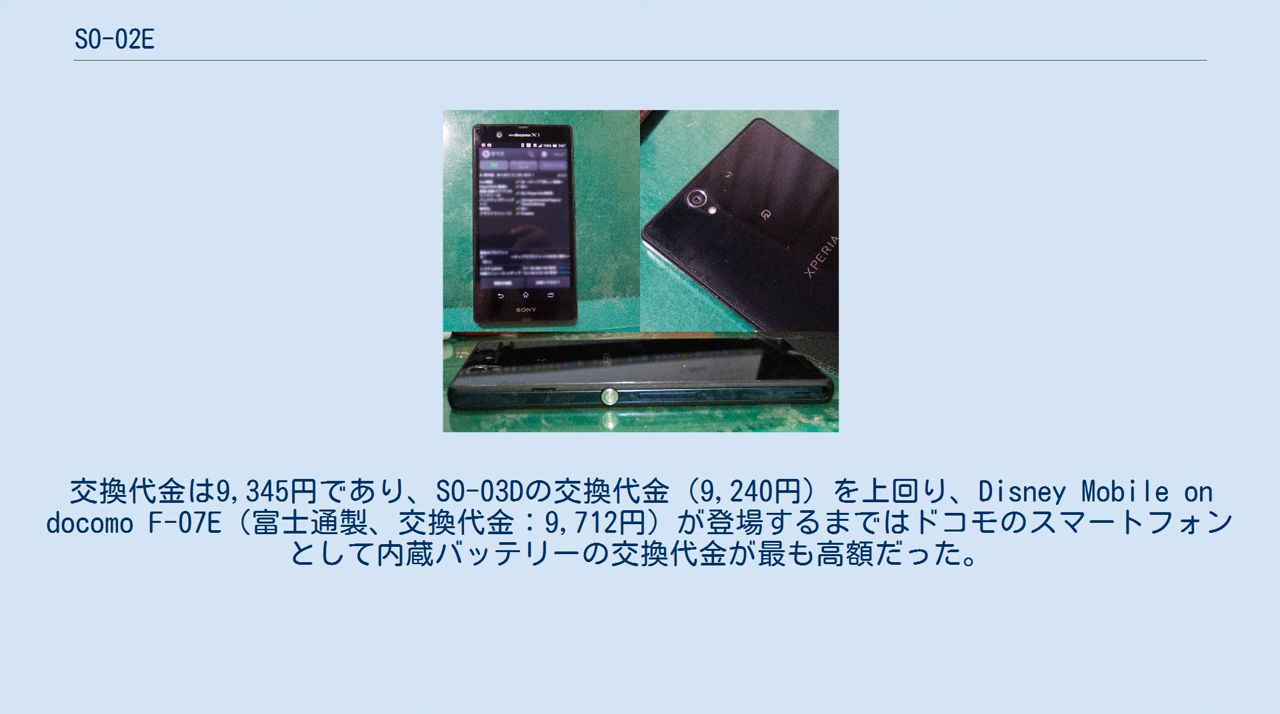 SO-02E
docomo Xi
SONY
XPERIA
交換代金は9,345円であり、SO-03Dの交換代金（9,240円）を上回り、Disney Mobile on
docomo F-07E（富士通製、交換代金：9,712円）が登場するまではドコモのスマートフォン
として内蔵バッテリーの交換代金が最も高額だった。